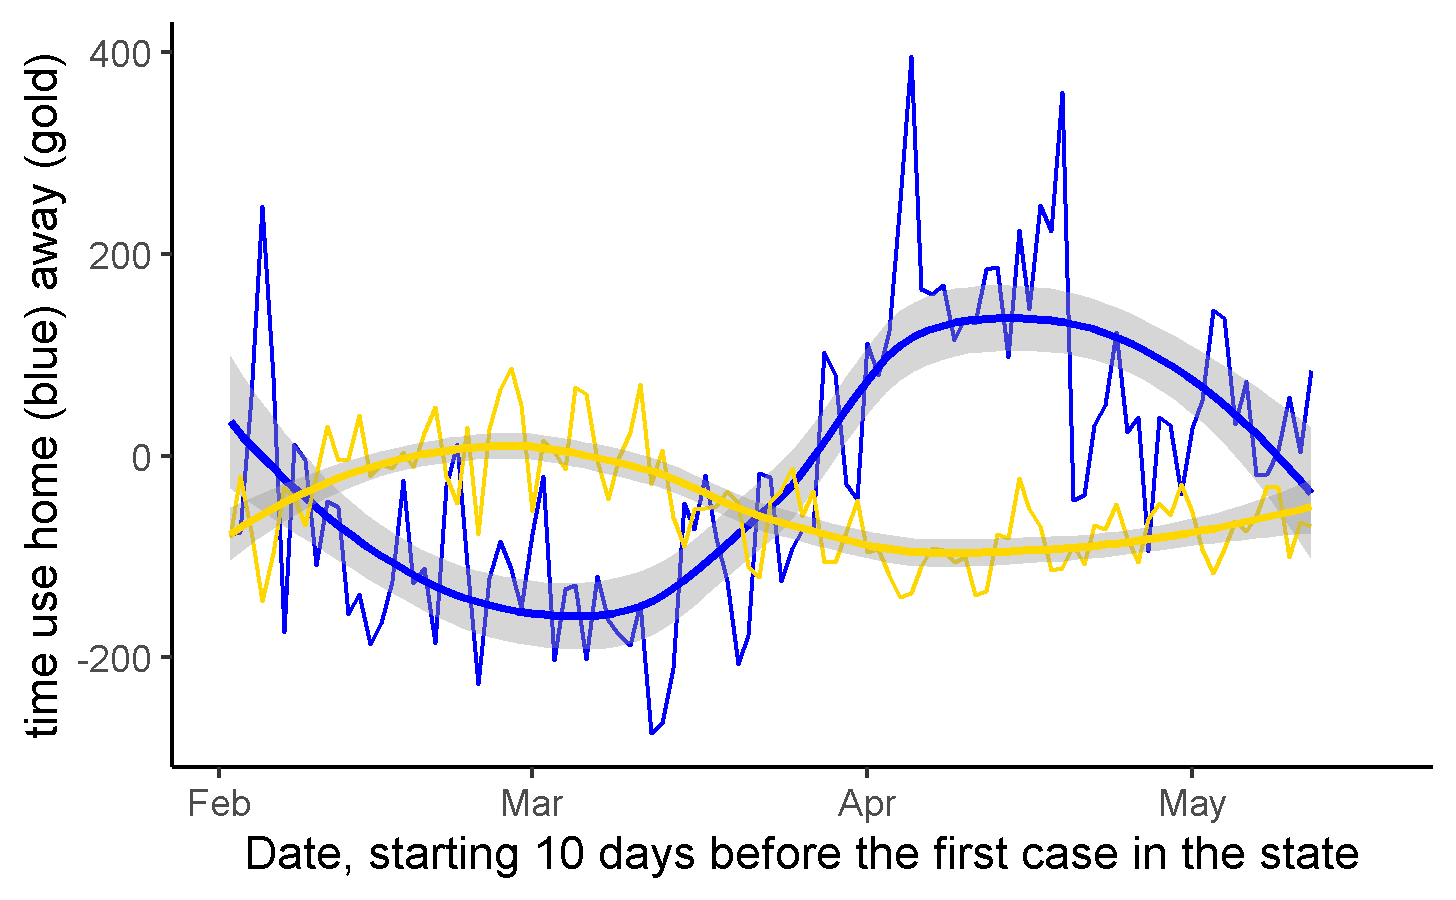 time use home (blue) away (gold)
400
200
0
-200
Feb Mar Apr May
Date, starting 10 days before the first case in the state